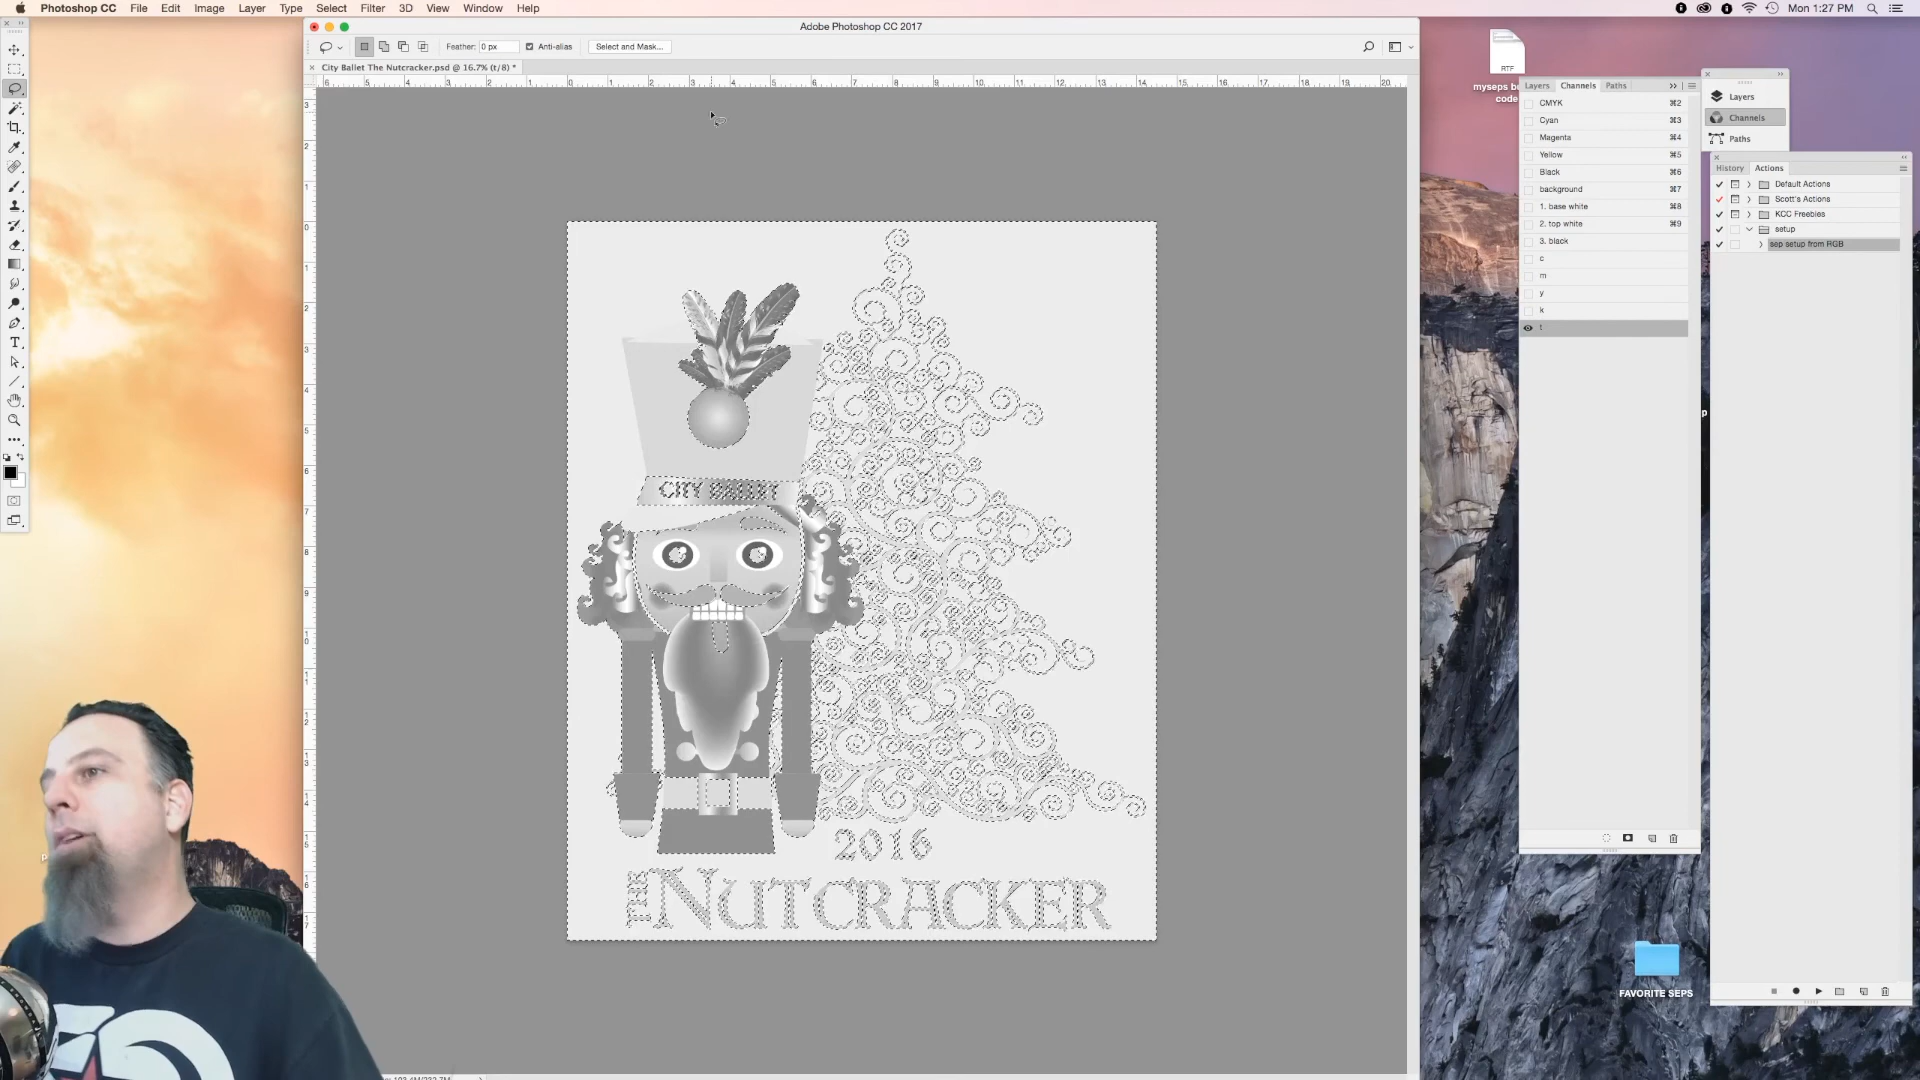 Photoshop CC File Edit Image Layer Type Select Filter 3D View Window Help
Mon 1:27 PM
Adobe Photoshop CC 2017
Feather: 0 px Anti-alias Select and Mask...
City Ballet The Nutcracker.psd @ 16.7% (t/8) *
RTF
Layers Channels Paths
CMYK ⌘2
Cyan ⌘3
Magenta ⌘4
Yellow ⌘5
Black ⌘6
background ⌘7
1. base white ⌘8
2. top white ⌘9
3. black
c
m
y
k
t
Layers
Channels
Paths
History Actions
Default Actions
Scott's Actions
KCC Freebies
setup
sep setup from RGB
CITY BALLET
2016
THE NUTCRACKER
FAVORITE SEPS